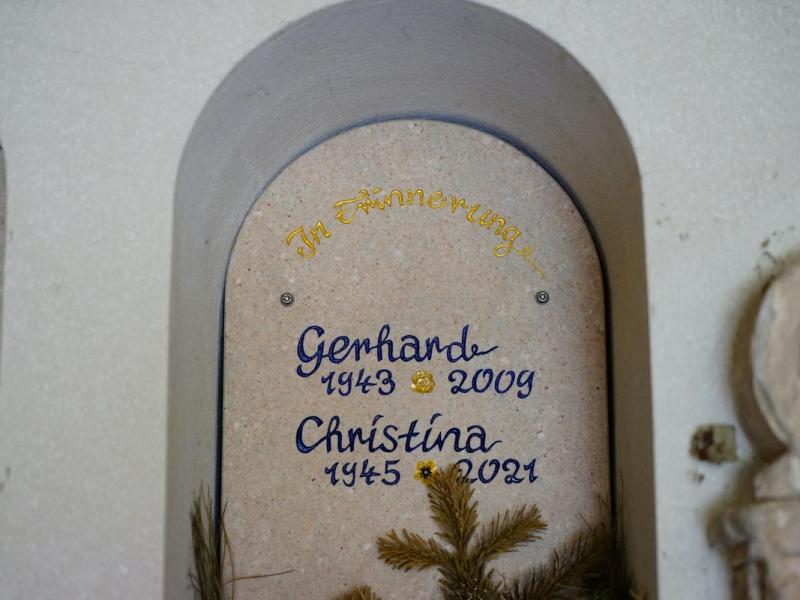 In Erinnerung...
Gerhard
1943 2009
Christina
1945 2021